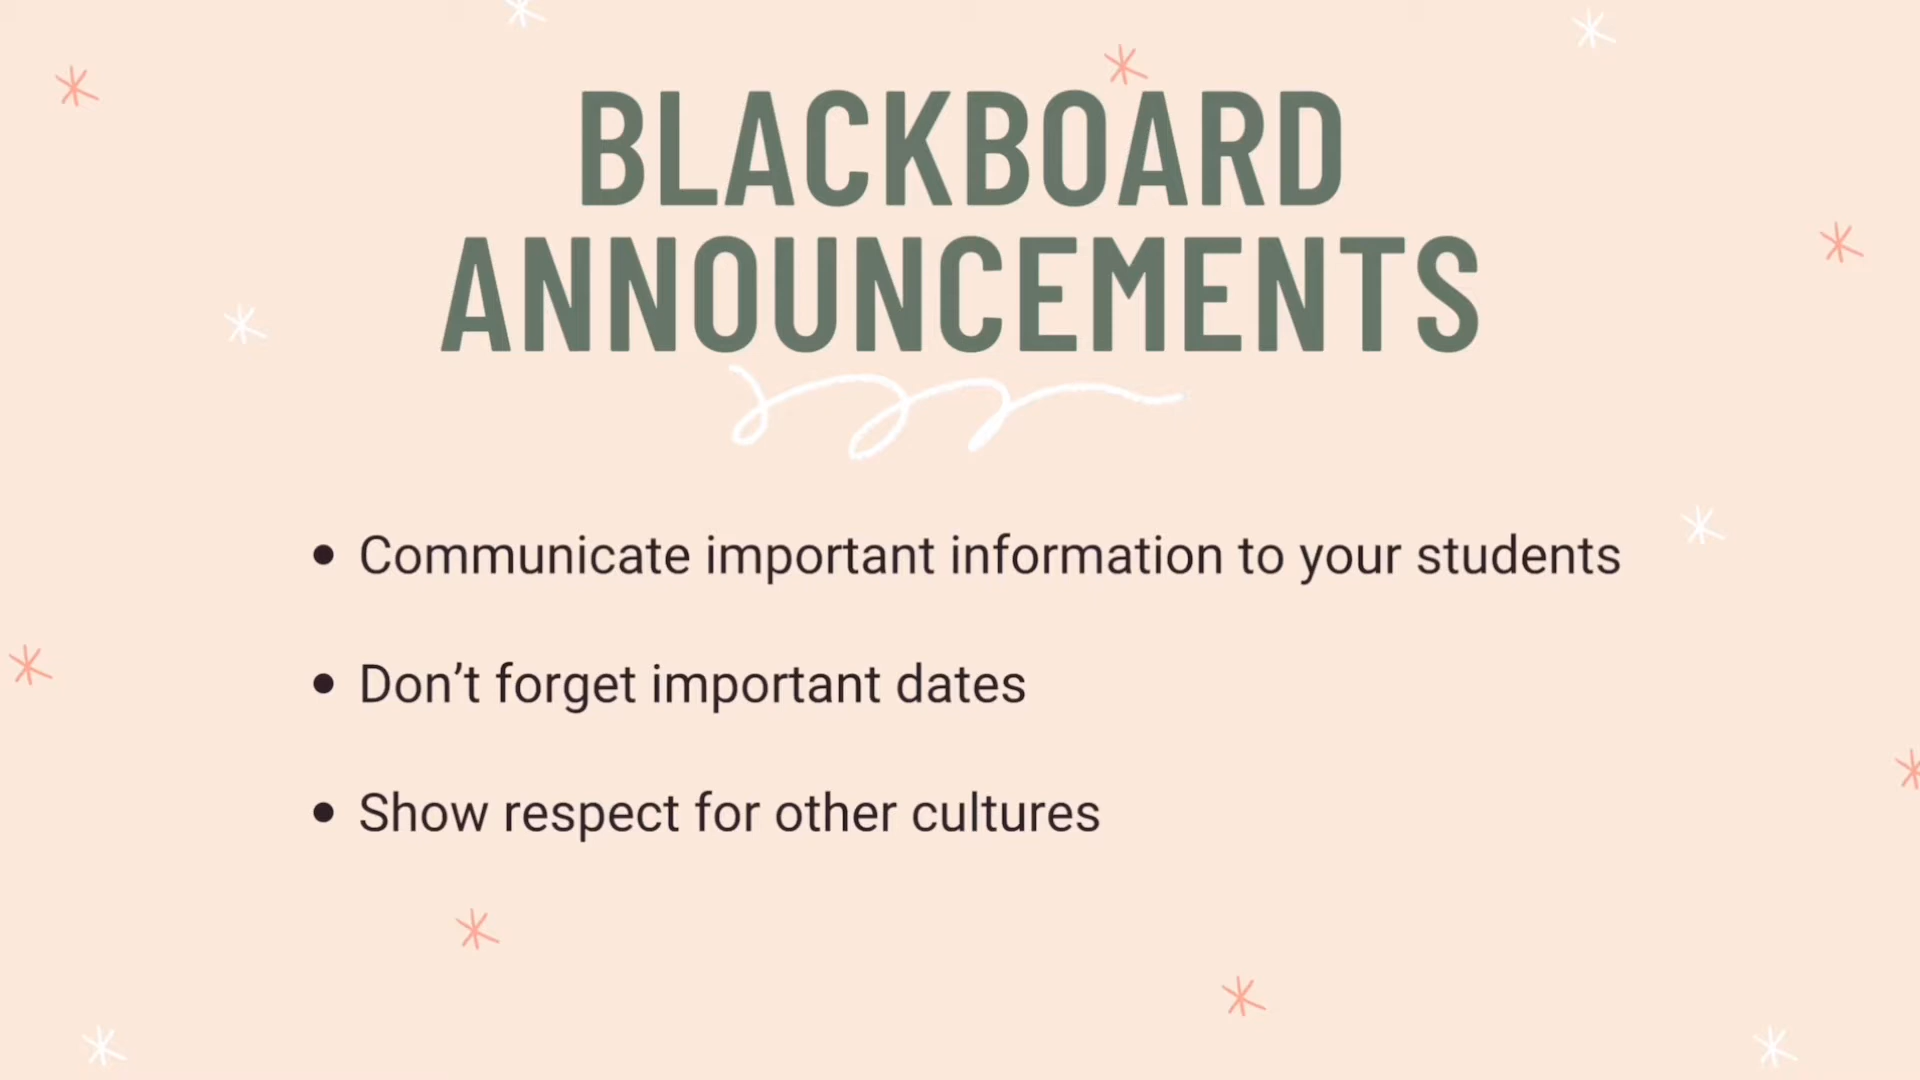 BLACKBOARD
ANNOUNCEMENTS
• Communicate important information to your students
• Don’t forget important dates
• Show respect for other cultures